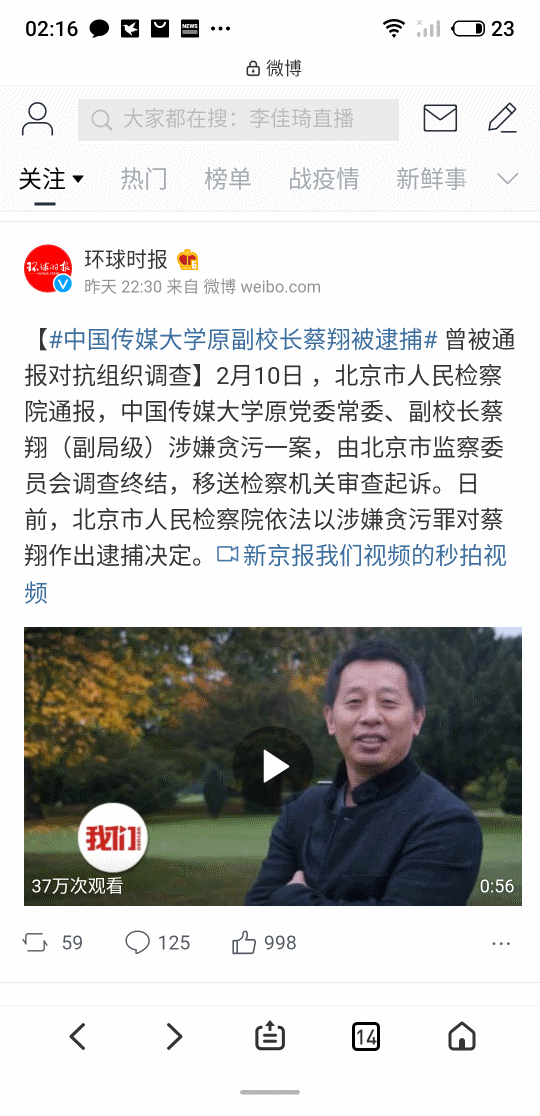 02:16
NEWS
23
微博
大家都在搜：李佳琦直播
关注
热门
榜单
战疫情
新鲜事
环球时报
环球时报
昨天 22:30 来自 微博 weibo.com
【#中国传媒大学原副校长蔡翔被逮捕# 曾被通
报对抗组织调查】2月10日 ，北京市人民检察
院通报，中国传媒大学原党委常委、副校长蔡
翔（副局级）涉嫌贪污一案，由北京市监察委
员会调查终结，移送检察机关审查起诉。日
前，北京市人民检察院依法以涉嫌贪污罪对蔡
翔作出逮捕决定。新京报我们视频的秒拍视
频
我们
37万次观看
0:56
59
125
998
14